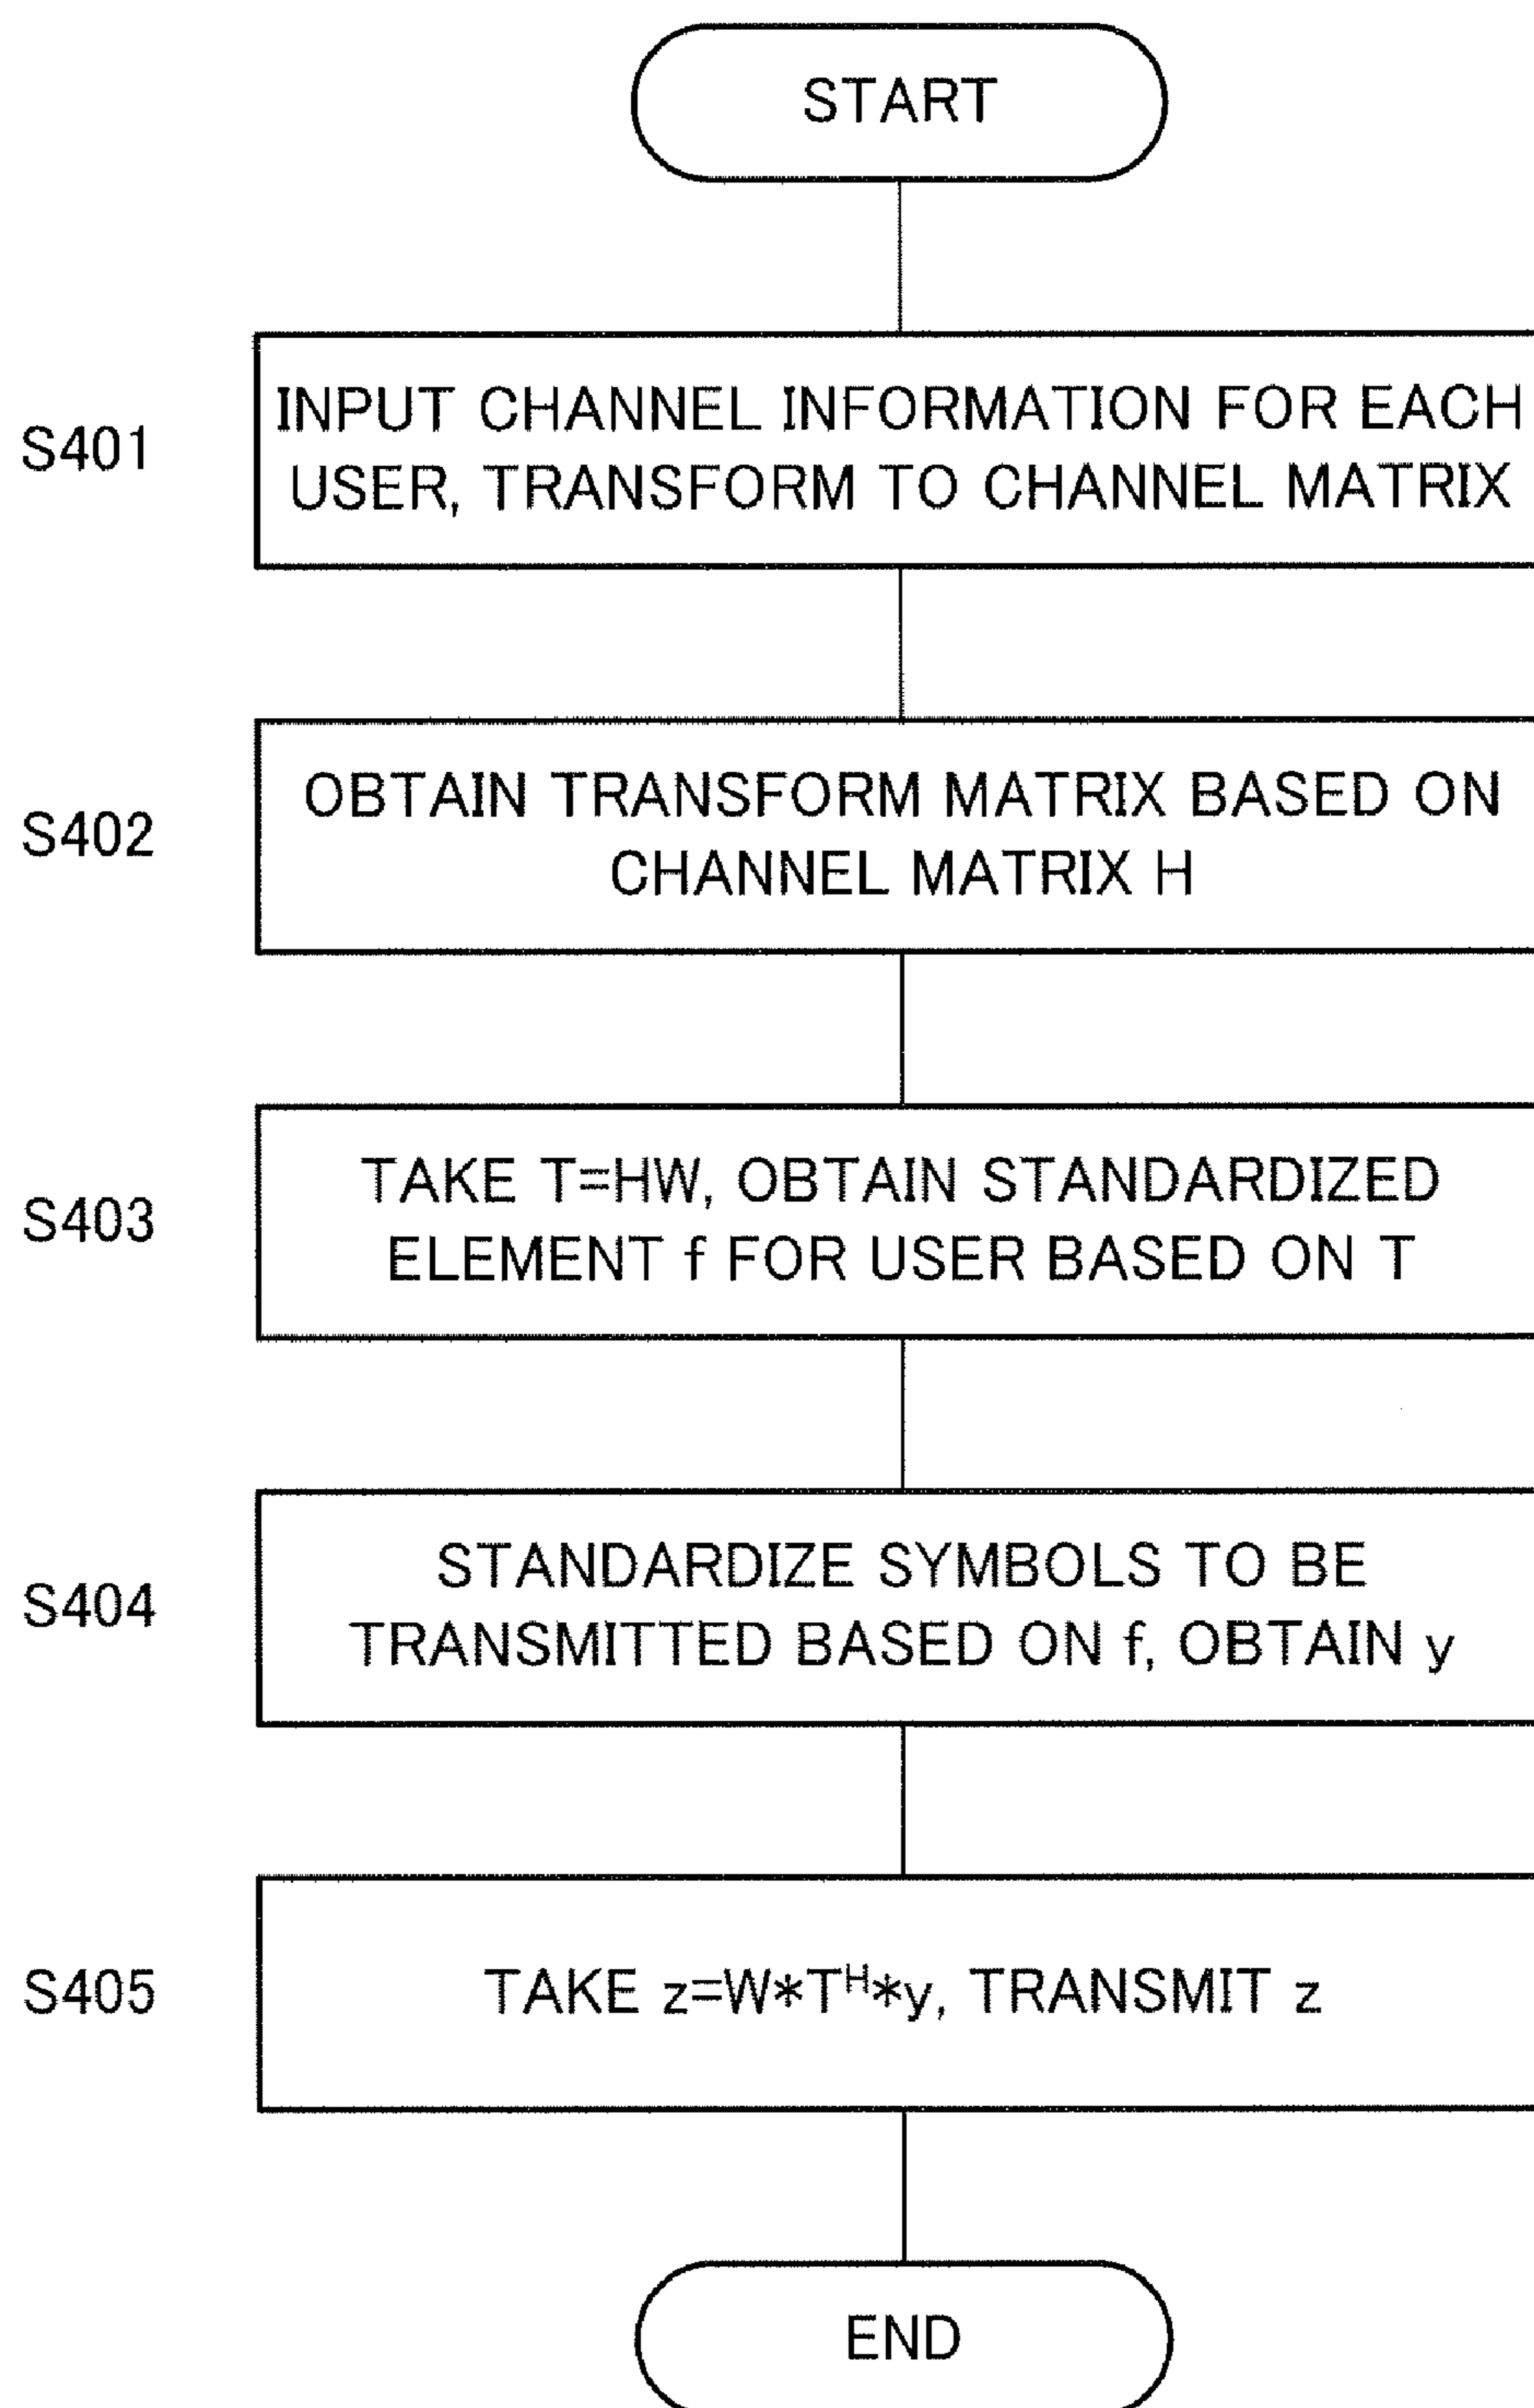 START
S401
INPUT CHANNEL INFORMATION FOR EACH
USER, TRANSFORM TO CHANNEL MATRIX
S402
OBTAIN TRANSFORM MATRIX BASED ON
CHANNEL MATRIX H
S403
TAKE T=HW, OBTAIN STANDARDIZED
ELEMENT f FOR USER BASED ON T
S404
STANDARDIZE SYMBOLS TO BE
TRANSMITTED BASED ON f, OBTAIN y
S405
TAKE z=W*Tᴴ*y, TRANSMIT z
END